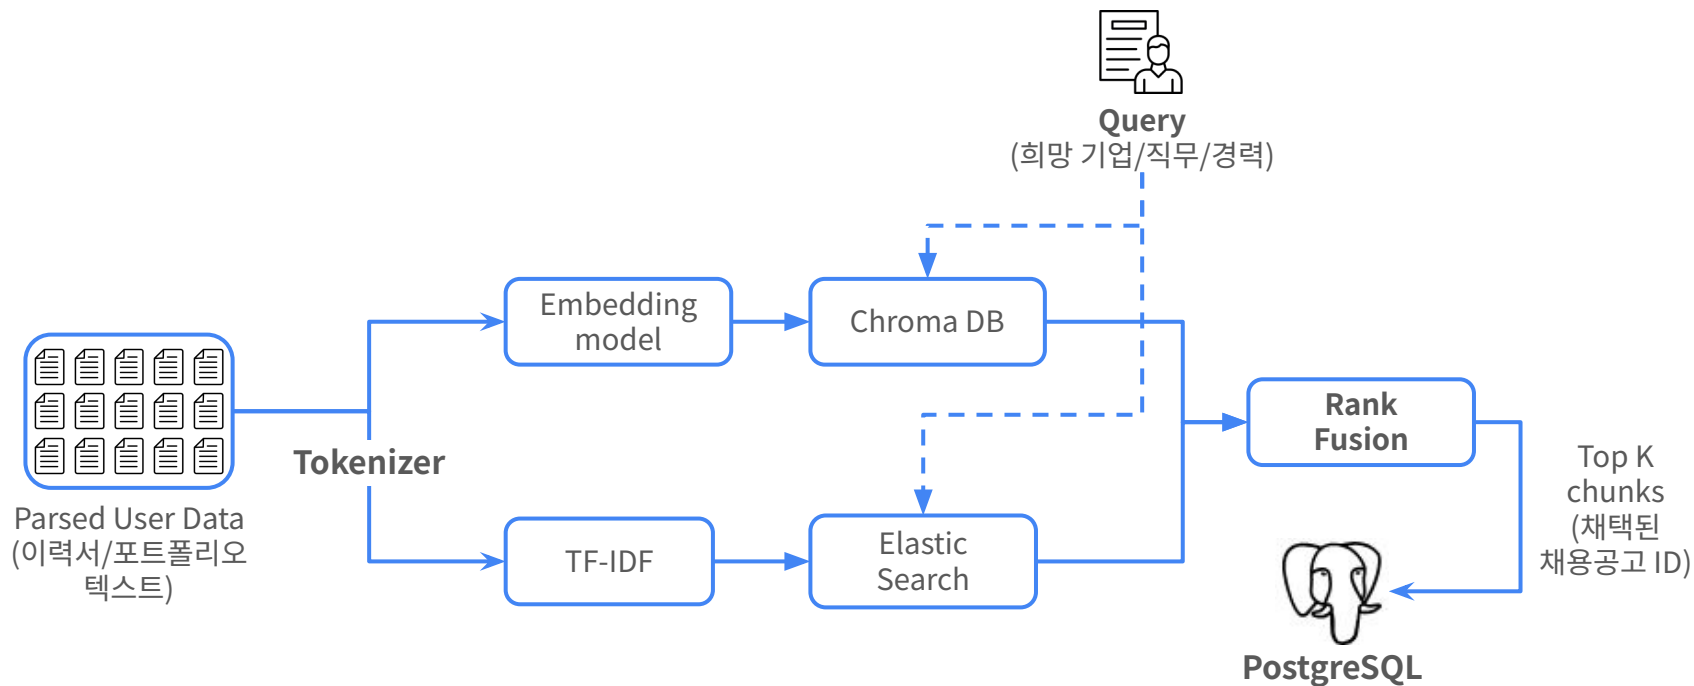 Query
(희망 기업/직무/경력)
Embedding
model
Chroma DB
Tokenizer
Parsed User Data
(이력서/포트폴리오
텍스트)
TF-IDF
Elastic
Search
Rank
Fusion
Top K
chunks
(채택된
채용공고 ID)
PostgreSQL